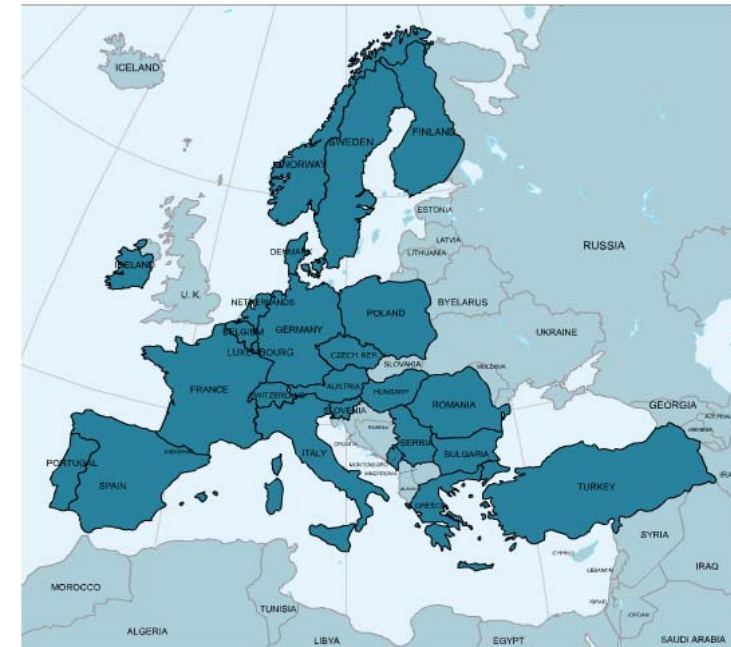 ICELAND
FINLAND
SWEDEN
NORWAY
ESTONIA
LATVIA
RUSSIA
DENMARK
LITHUANIA
IRELAND
U. K.
NETHERLANDS
BYELARUS
POLAND
GERMANY
BELGIUM
UKRAINE
LUXEMBOURG
CZECH REP.
SLOVAKIA
MOLDOVA
AUSTRIA
FRANCE
HUNGARY
SWITZERLAND
ROMANIA
GEORGIA
SLOVENIA
CROATIA
SERBIA
ITALY
BULGARIA
PORTUGAL
MONTENEGRO
SPAIN
TURKEY
GREECE
SYRIA
CYPRUS
LEBANON
IRAQ
MOROCCO
ISRAEL
TUNISIA
JORDAN
ALGERIA
LIBYA
EGYPT
SAUDI ARABIA